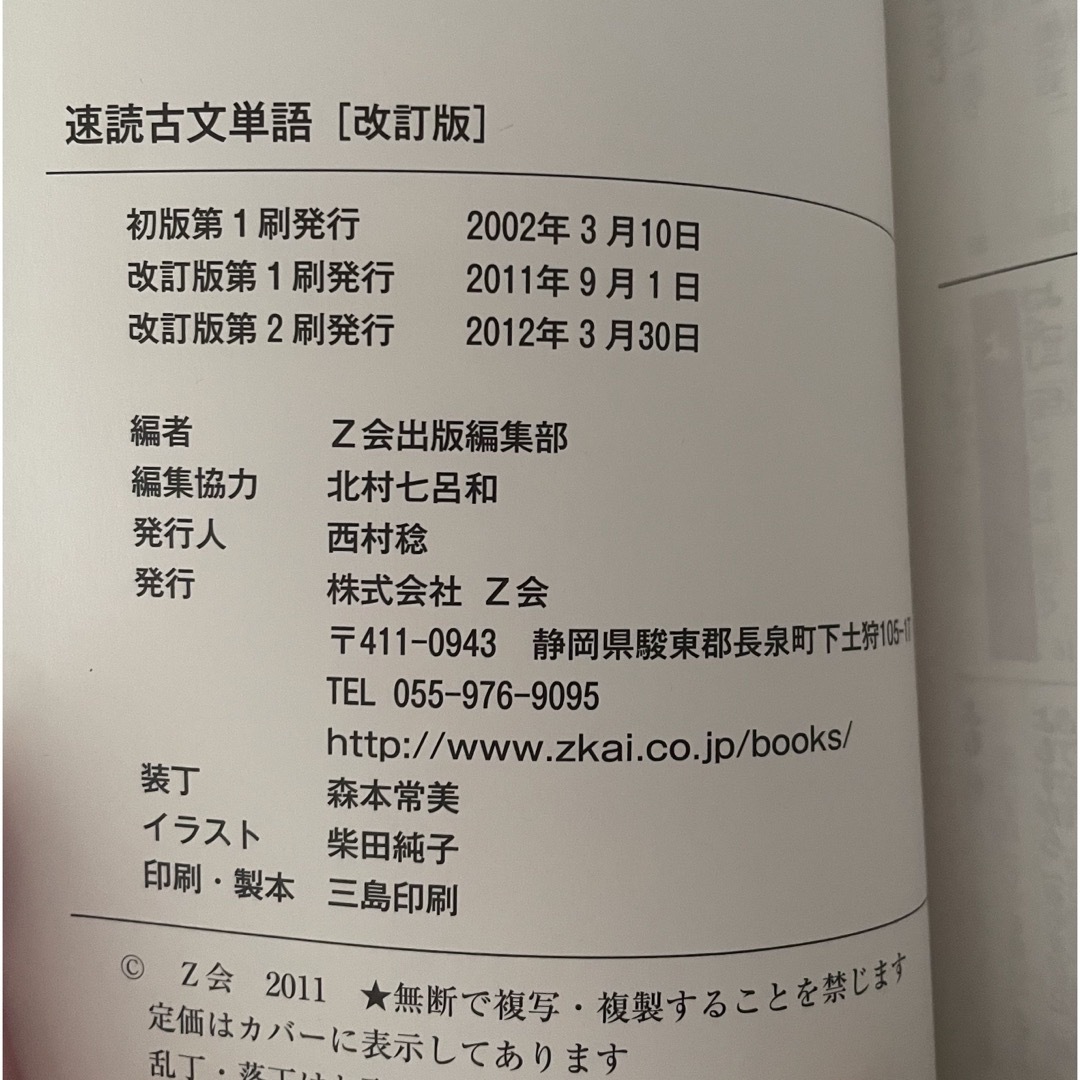 速読古文単語［改訂版］
初版第1刷発行 2002年3月10日
改訂版第1刷発行 2011年9月1日
改訂版第2刷発行 2012年3月30日
編者 Z会出版編集部
編集協力 北村七呂和
発行人 西村稔
発行 株式会社 Z会
〒411-0943 静岡県駿東郡長泉町下土狩105-17
TEL 055-976-9095
http://www.zkai.co.jp/books/
装丁 森本常美
イラスト 柴田純子
印刷・製本 三島印刷
© Z会 2011 ★無断で複写・複製することを禁じます
定価はカバーに表示してあります
乱丁・落丁は